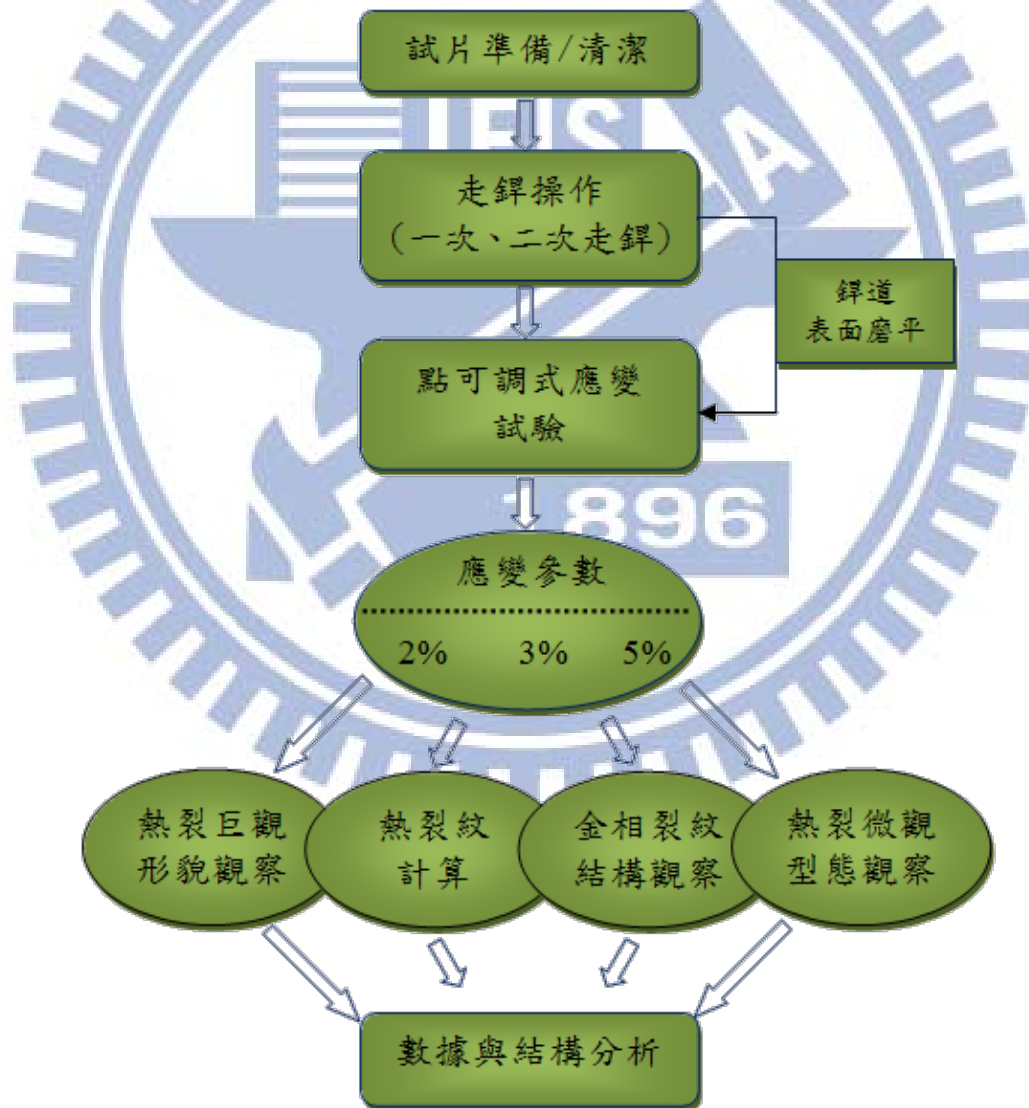 試片準備/清潔
ES
A
走銲操作
（一次、二次走銲）
銲道
表面磨平
點可調式應變
試驗
1896
應變參數
2% 3% 5%
熱裂巨觀
形貌觀察
熱裂紋
計算
金相裂紋
結構觀察
熱裂微觀
型態觀察
數據與結構分析